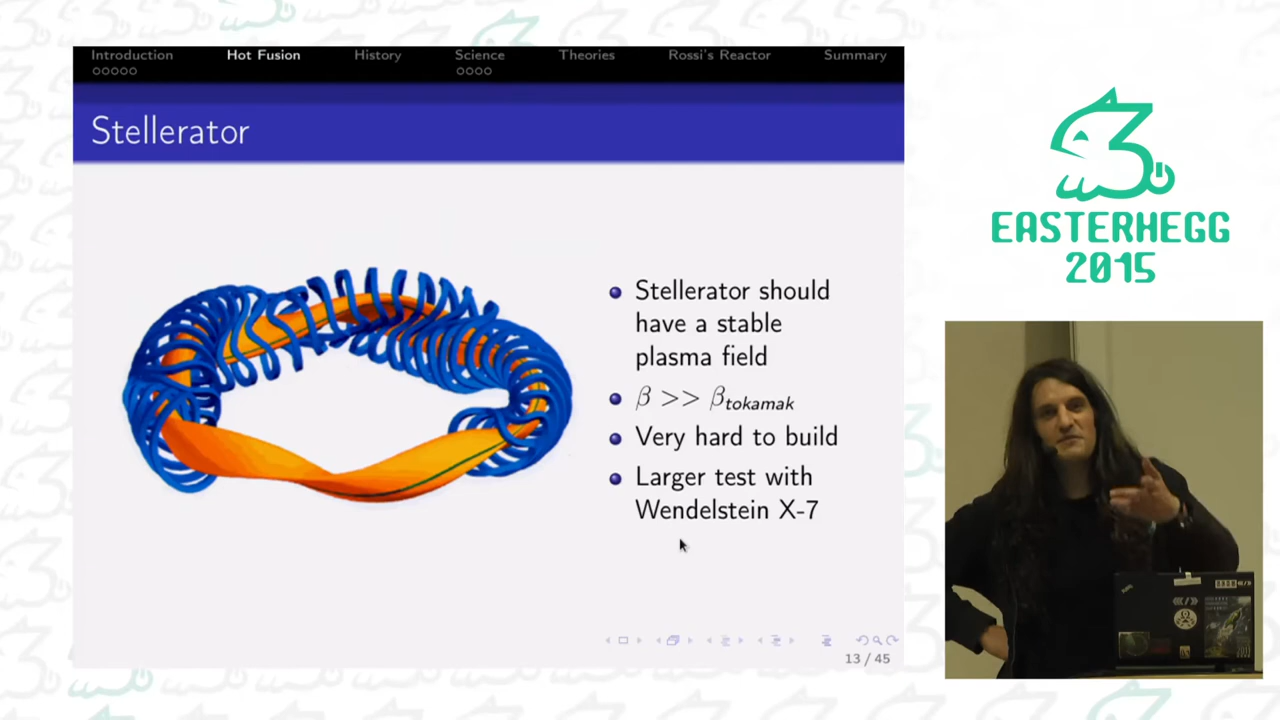 Introduction Hot Fusion History Science Theories Rossi's Reactor Summary
Stellerator
Stellerator should
have a stable
plasma field
β >> βtokamak
Very hard to build
Larger test with
Wendelstein X-7
13 / 45
EASTERHEGG
2015